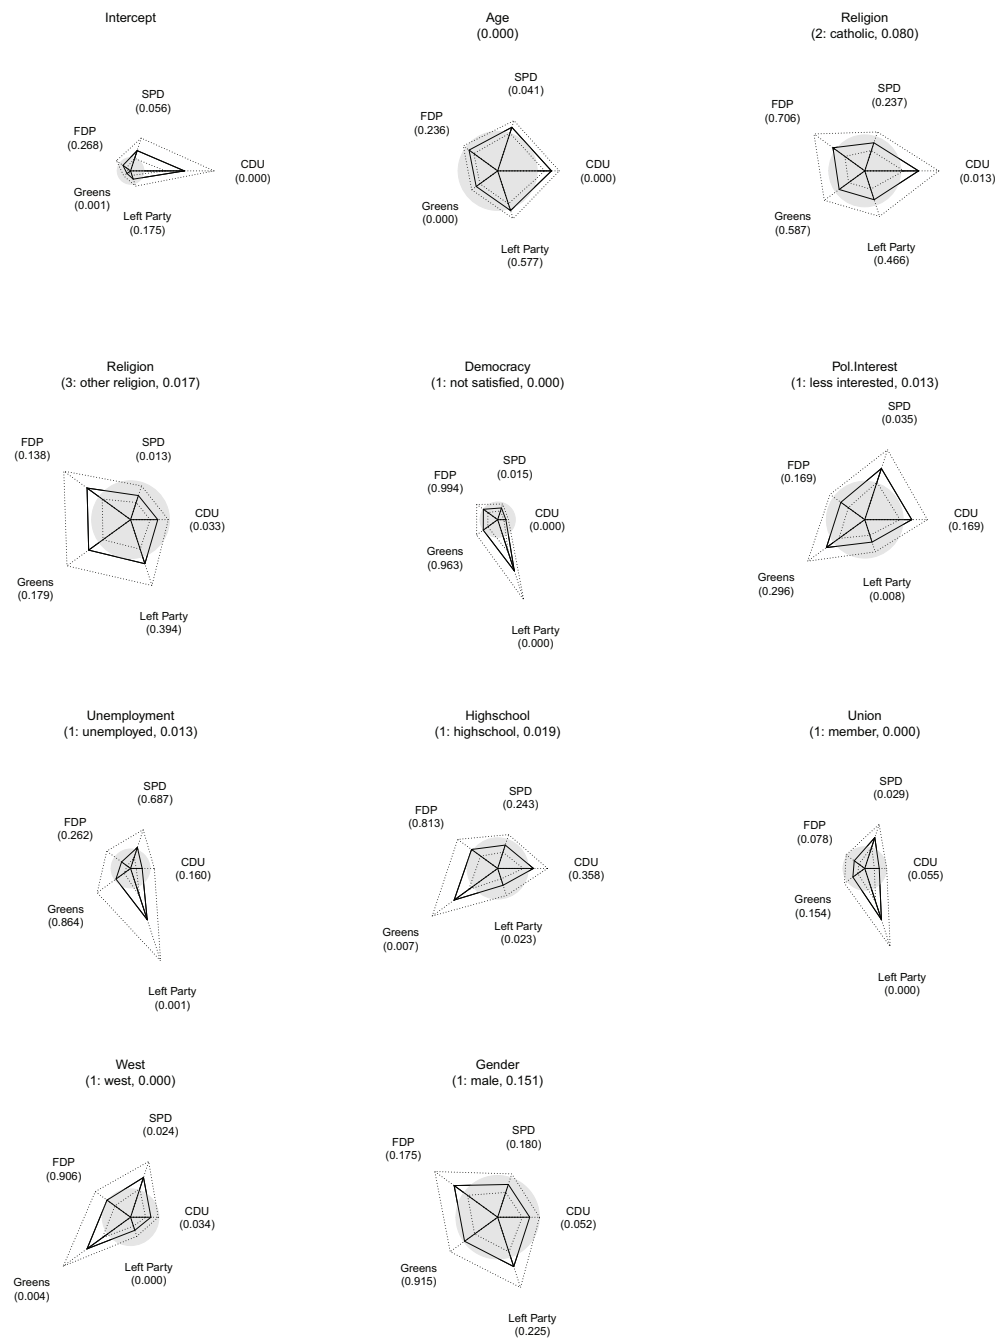 Intercept
SPD
(0.056)
FDP
(0.268)
CDU
(0.000)
Greens
(0.001)
Left Party
(0.175)
Age
(0.000)
SPD
(0.041)
FDP
(0.236)
CDU
(0.000)
Greens
(0.000)
Left Party
(0.577)
Religion
(2: catholic, 0.080)
SPD
(0.237)
FDP
(0.706)
CDU
(0.013)
Greens
(0.587)
Left Party
(0.466)
Religion
(3: other religion, 0.017)
FDP
(0.138)
SPD
(0.013)
CDU
(0.033)
Greens
(0.179)
Left Party
(0.394)
Democracy
(1: not satisfied, 0.000)
SPD
(0.015)
FDP
(0.994)
CDU
(0.000)
Greens
(0.963)
Left Party
(0.000)
Pol.Interest
(1: less interested, 0.013)
SPD
(0.035)
FDP
(0.169)
CDU
(0.169)
Greens
(0.296)
Left Party
(0.008)
Unemployment
(1: unemployed, 0.013)
SPD
(0.687)
FDP
(0.262)
CDU
(0.160)
Greens
(0.864)
Left Party
(0.001)
Highschool
(1: highschool, 0.019)
SPD
(0.243)
FDP
(0.813)
CDU
(0.358)
Greens
(0.007)
Left Party
(0.023)
Union
(1: member, 0.000)
SPD
(0.029)
FDP
(0.078)
CDU
(0.055)
Greens
(0.154)
Left Party
(0.000)
West
(1: west, 0.000)
SPD
(0.024)
FDP
(0.906)
CDU
(0.034)
Greens
(0.004)
Left Party
(0.000)
Gender
(1: male, 0.151)
SPD
(0.180)
FDP
(0.175)
CDU
(0.052)
Greens
(0.915)
Left Party
(0.225)